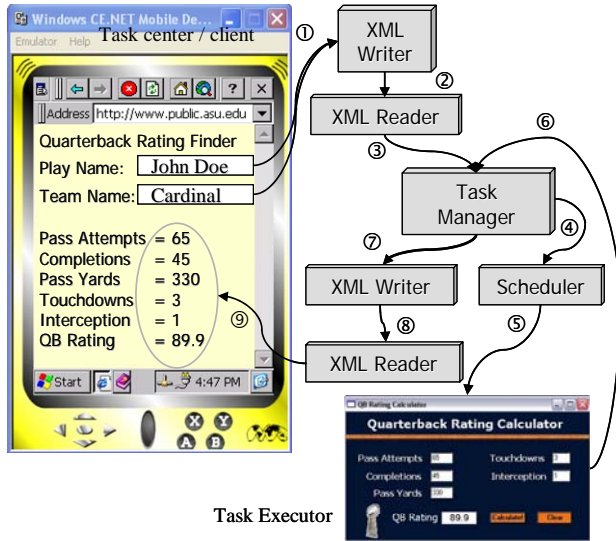 Windows CE.NET Mobile De...
Emulator Help
Task center / client
?
Address http://www.public.asu.edu
Quarterback Rating Finder
Play Name: John Doe
Team Name: Cardinal
Pass Attempts = 65
Completions = 45
Pass Yards = 330
Touchdowns = 3
Interception = 1
QB Rating = 89.9
Start 4:47 PM
X Y
A B
①
XML
Writer
②
XML Reader
③
⑥
Task
Manager
④
⑦
XML Writer
Scheduler
⑧
⑤
⑨
XML Reader
QB Rating Calculator
Quarterback Rating Calculator
Pass Attempts 65 Touchdowns 3
Completions 45 Interception 1
Pass Yards 330
QB Rating 89.9 Calculate! Clear
Task Executor